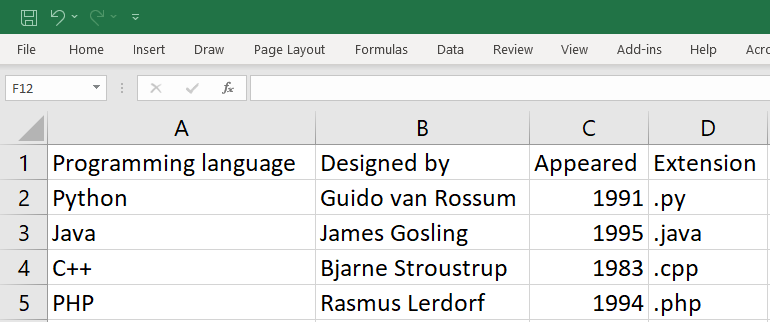 File Home Insert Draw Page Layout Formulas Data Review View Add-ins Help Acro
F12 fx
A B C D
1 Programming language Designed by Appeared Extension
2 Python Guido van Rossum 1991 .py
3 Java James Gosling 1995 .java
4 C++ Bjarne Stroustrup 1983 .cpp
5 PHP Rasmus Lerdorf 1994 .php